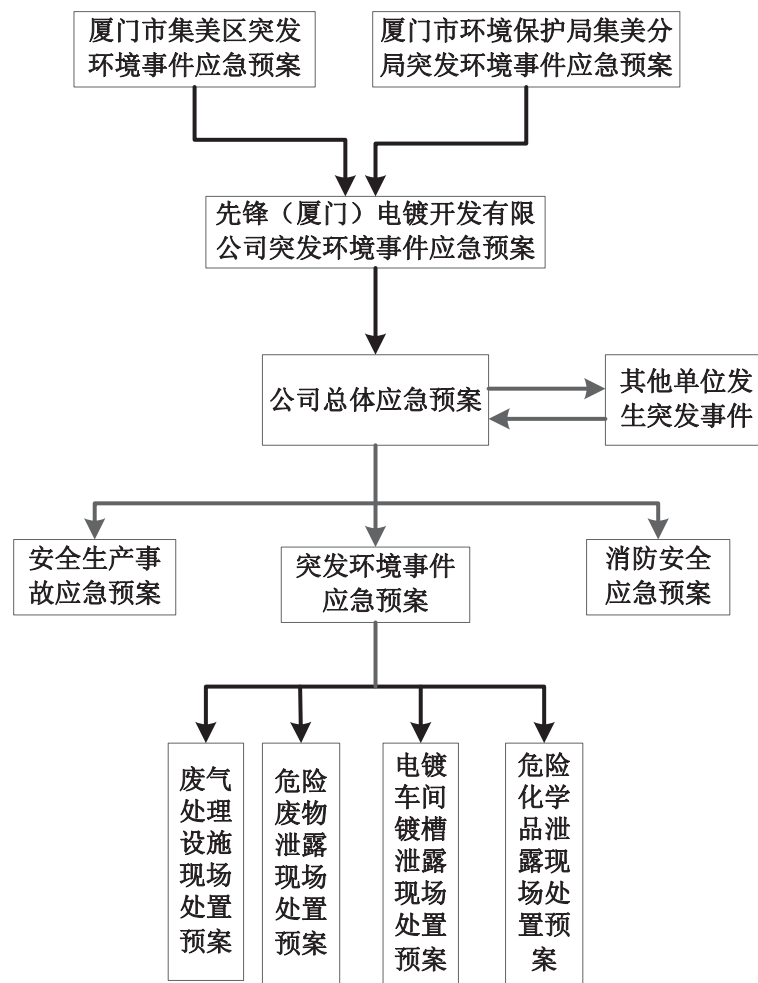 厦门市集美区突发
环境事件应急预案
厦门市环境保护局集美分
局突发环境事件应急预案
先锋（厦门）电镀开发有限
公司突发环境事件应急预案
公司总体应急预案
其他单位发
生突发事件
安全生产事
故应急预案
突发环境事件
应急预案
消防安全
应急预案
废气
处理
设施
现场
处置
预案
危险
废物
泄露
现场
处置
预案
电镀
车间
镀槽
泄露
现场
处置
预案
危险
化学
品泄
露现
场处
置预
案